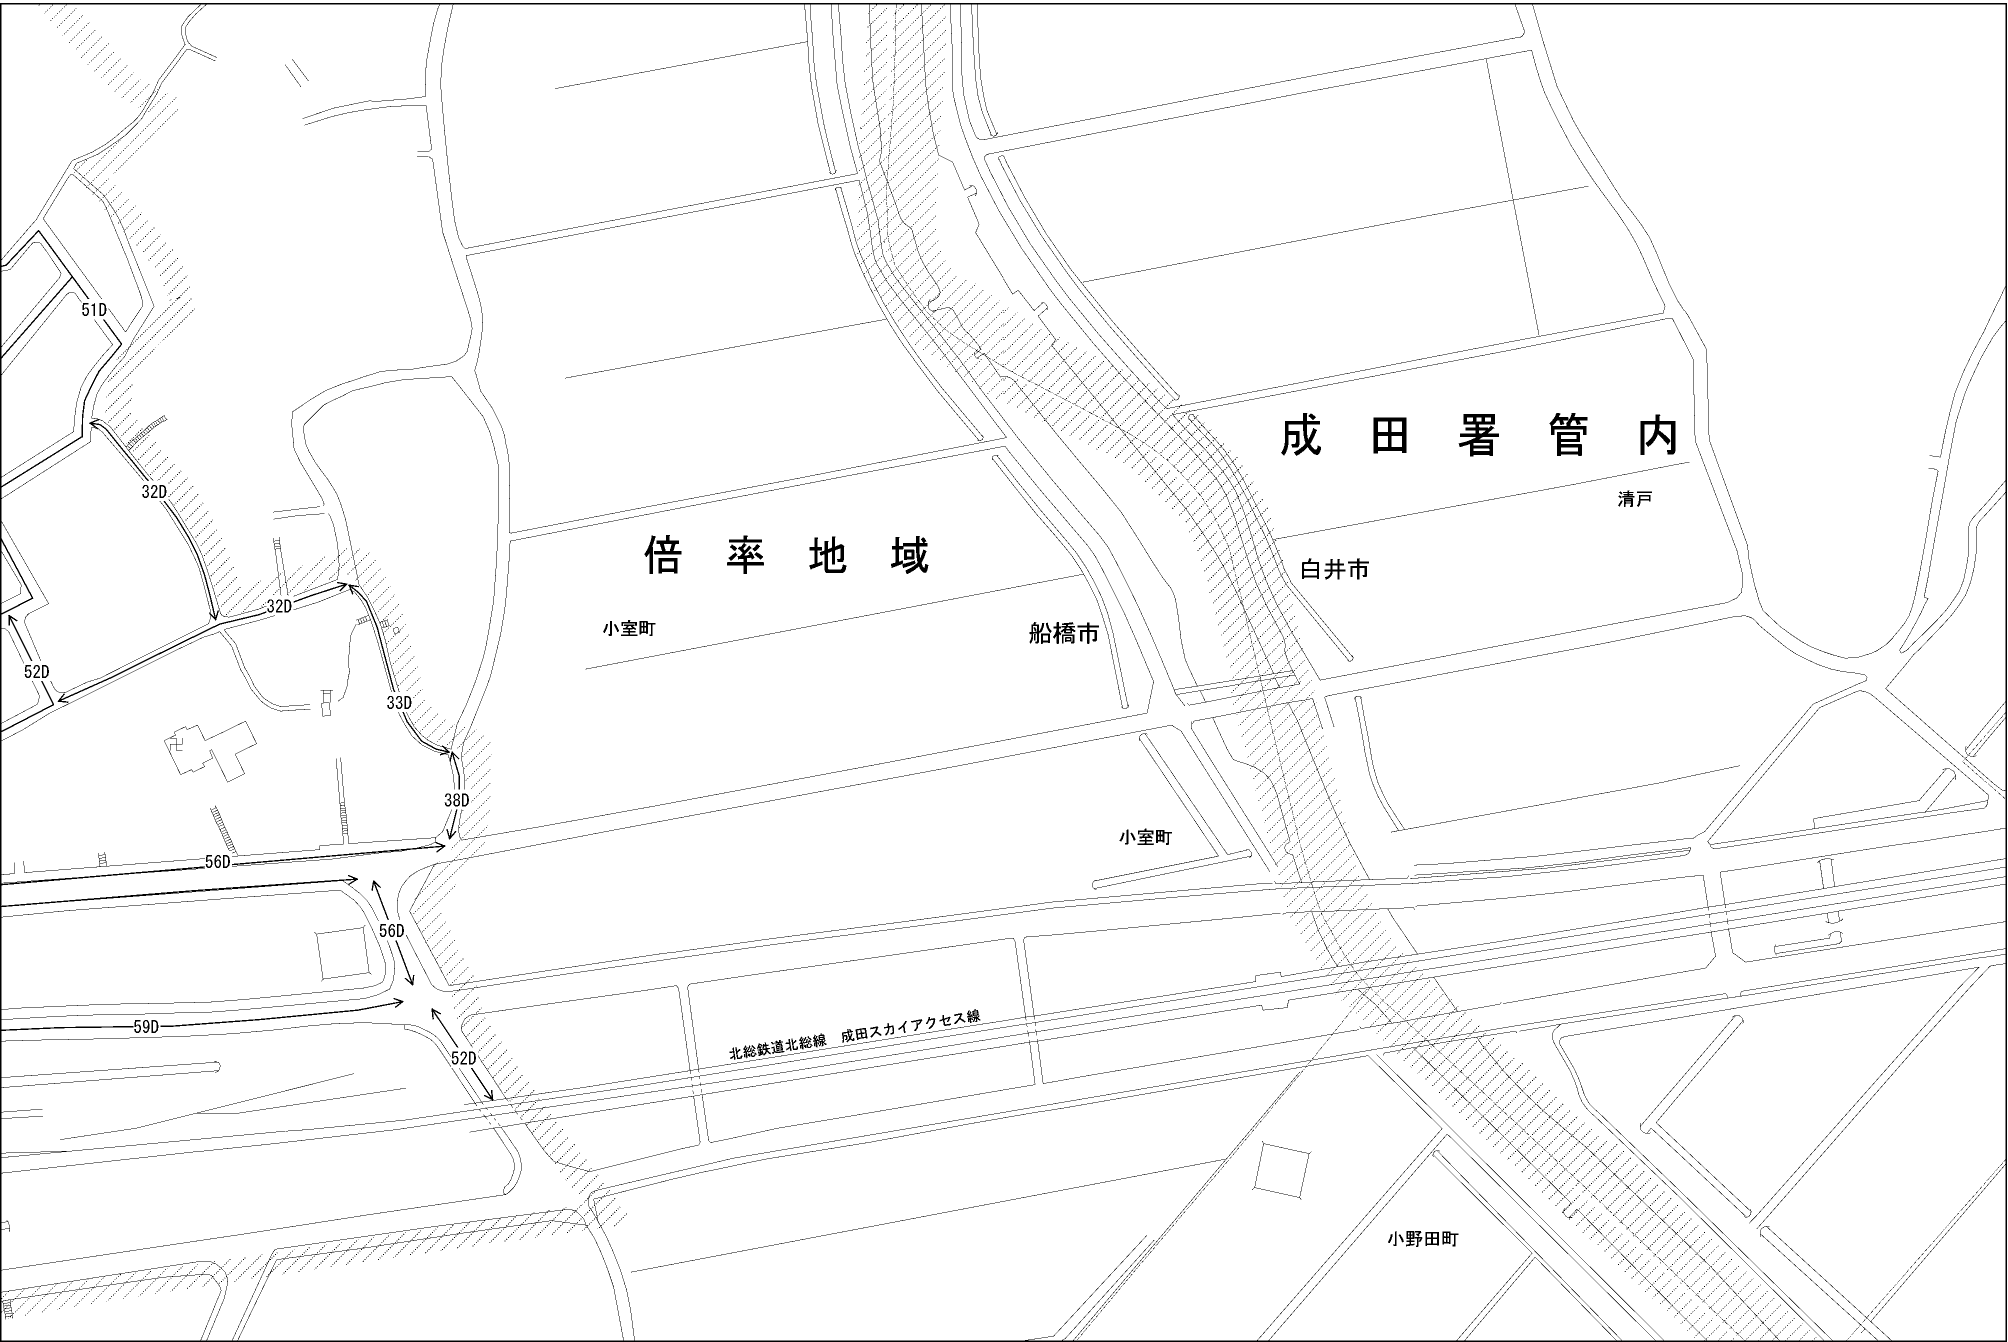 51D
成田署管内
32D
清戸
倍率地域
白井市
32D
小室町
船橋市
52D
33D
38D
小室町
56D
56D
59D
北総鉄道北総線 成田スカイアクセス線
52D
小野田町